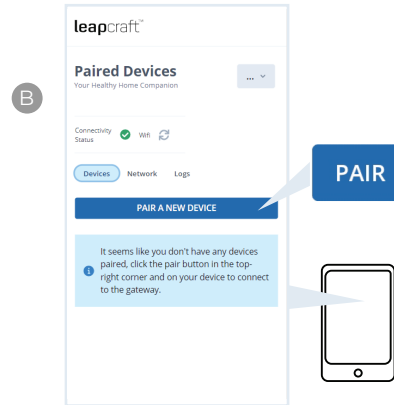 leapcraft™
Paired Devices
Your Healthy Home Companion
... 
B
Connectivity Status
Wifi
Devices Network Logs
PAIR A NEW DEVICE
PAIR
It seems like you don't have any devices
paired, click the pair button in the top-
right corner and on your device to connect
to the gateway.